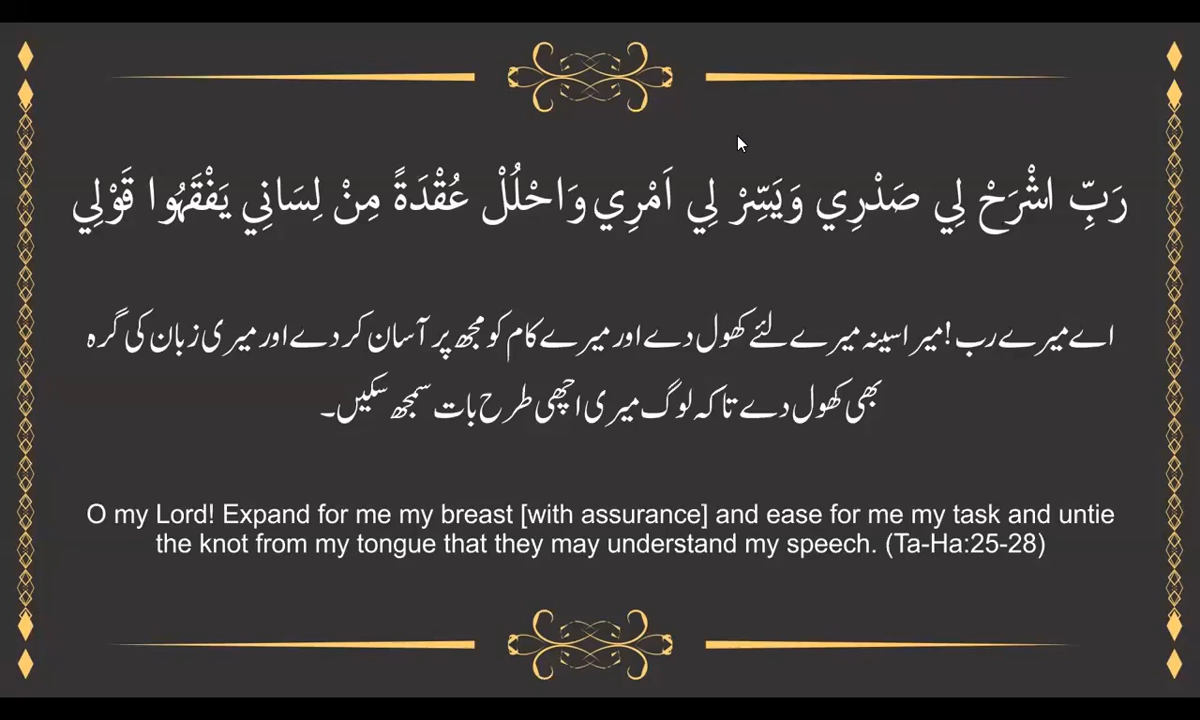 رَبِّ اشْرَحْ لِي صَدْرِي وَيَسِّرْ لِي اَمْرِي وَاحْلُلْ عُقْدَةً مِنْ لِسَانِي يَفْقَهُوا قَوْلِي
اے میرے رب! میرا سینہ میرے لئے کھول دے اور میرے کام کو مجھ پر آسان کر دے اور میری زبان کی گرہ
بھی کھول دے تاکہ لوگ میری اچھی طرح بات سمجھ سکیں۔
O my Lord! Expand for me my breast [with assurance] and ease for me my task and untie
the knot from my tongue that they may understand my speech. (Ta-Ha:25-28)